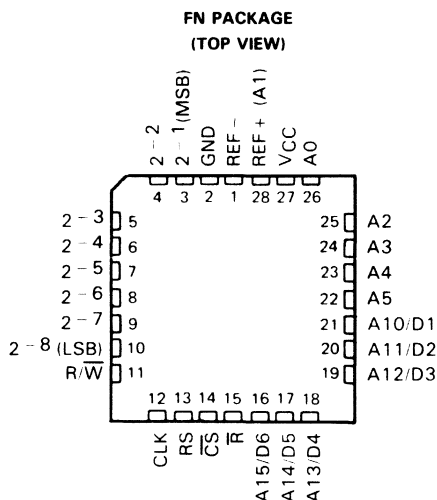 FN PACKAGE
(TOP VIEW)
2−2
2−1(MSB)
GND
REF−
REF+ (A1)
VCC
A0
4 3 2 1 28 27 26
2−3 5
2−4 6
2−5 7
2−6 8
2−7 9
2−8 (LSB) 10
R/W̅ 11
25 A2
24 A3
23 A4
22 A5
21 A10/D1
20 A11/D2
19 A12/D3
12 13 14 15 16 17 18
CLK
RS
C̅S̅
R̅
A15/D6
A14/D5
A13/D4